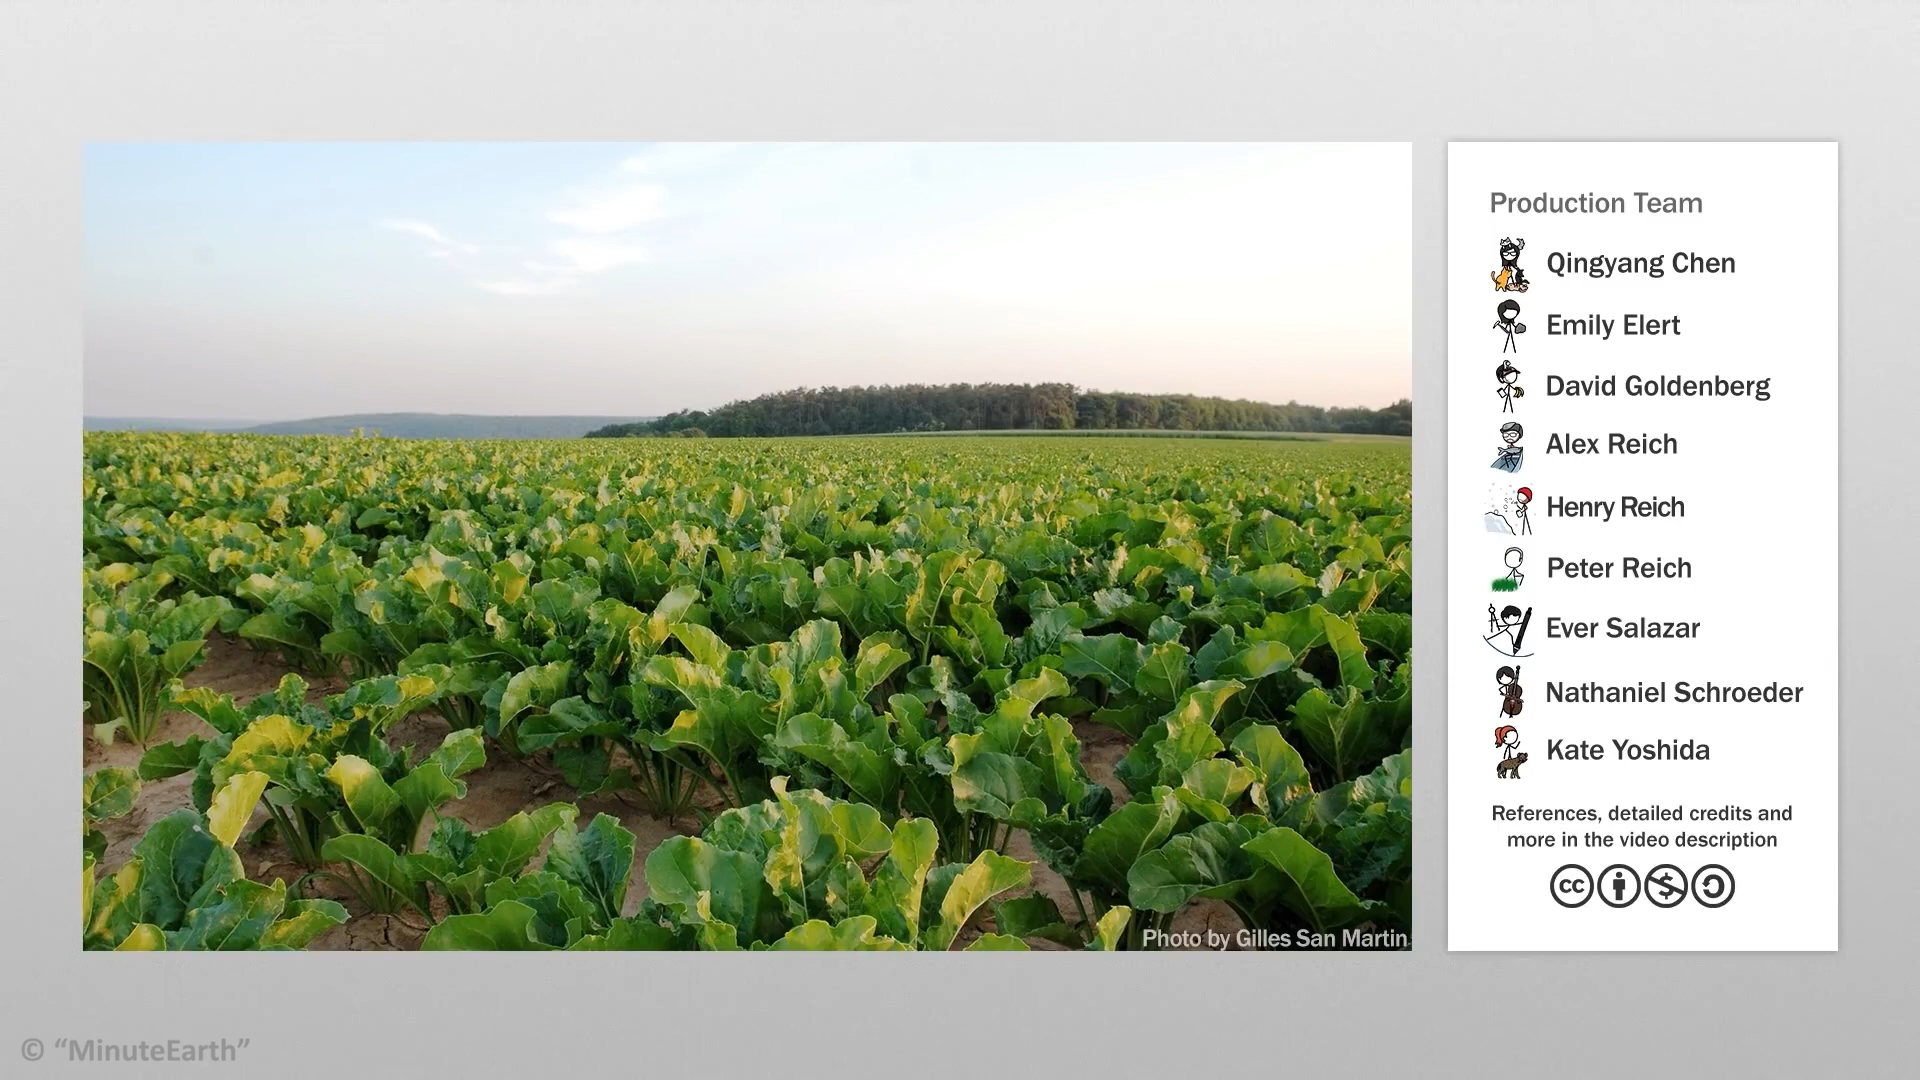 Production Team
Qingyang Chen
Emily Elert
David Goldenberg
Alex Reich
Henry Reich
Peter Reich
Ever Salazar
Nathaniel Schroeder
Kate Yoshida
References, detailed credits and
more in the video description
cc
Photo by Gilles San Martin
© “MinuteEarth”